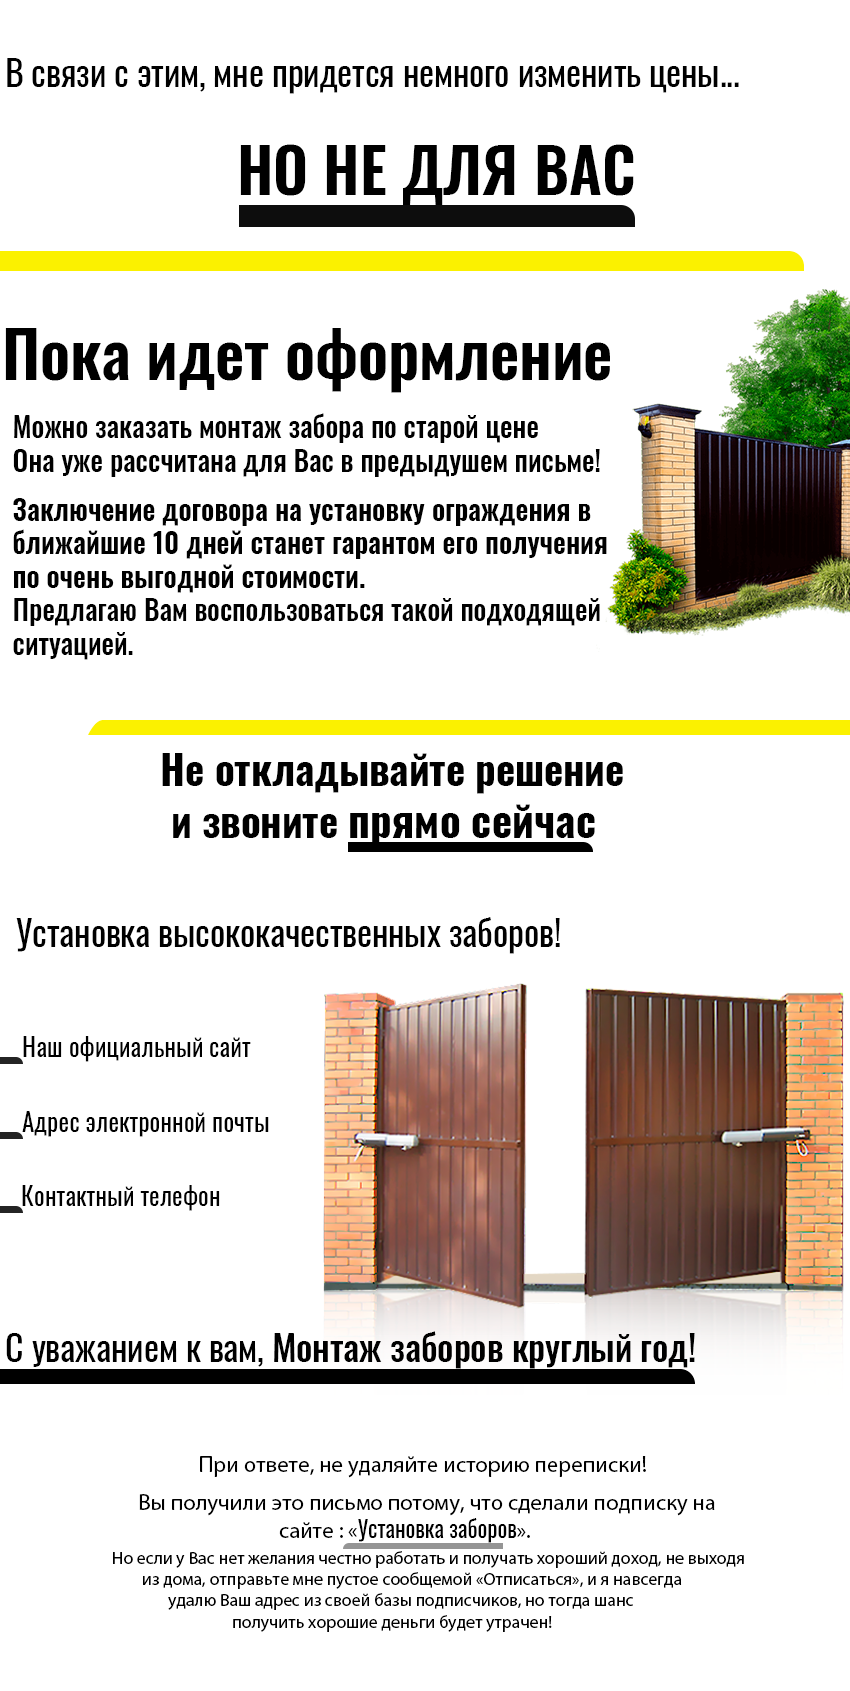 В связи с этим, мне придется немного изменить цены...
НО НЕ ДЛЯ ВАС
Пока идет оформление
Можно заказать монтаж забора по старой цене
Она уже рассчитана для Вас в предыдушем письме!
Заключение договора на установку ограждения в
ближайшие 10 дней станет гарантом его получения
по очень выгодной стоимости.
Предлагаю Вам воспользоваться такой подходящей
ситуацией.
Не откладывайте решение
и звоните прямо сейчас
Установка высококачественных заборов!
Наш официальный сайт
Адрес электронной почты
Контактный телефон
С уважанием к вам, Монтаж заборов круглый год!
При ответе, не удаляйте историю переписки!
Вы получили это письмо потому, что сделали подписку на
сайте : «Установка заборов».
Но если у Вас нет желания честно работать и получать хороший доход, не выходя
из дома, отправьте мне пустое сообщемой «Отписаться», и я навсегда
удалю Ваш адрес из своей базы подписчиков, но тогда шанс
получить хорошие деньги будет утрачен!